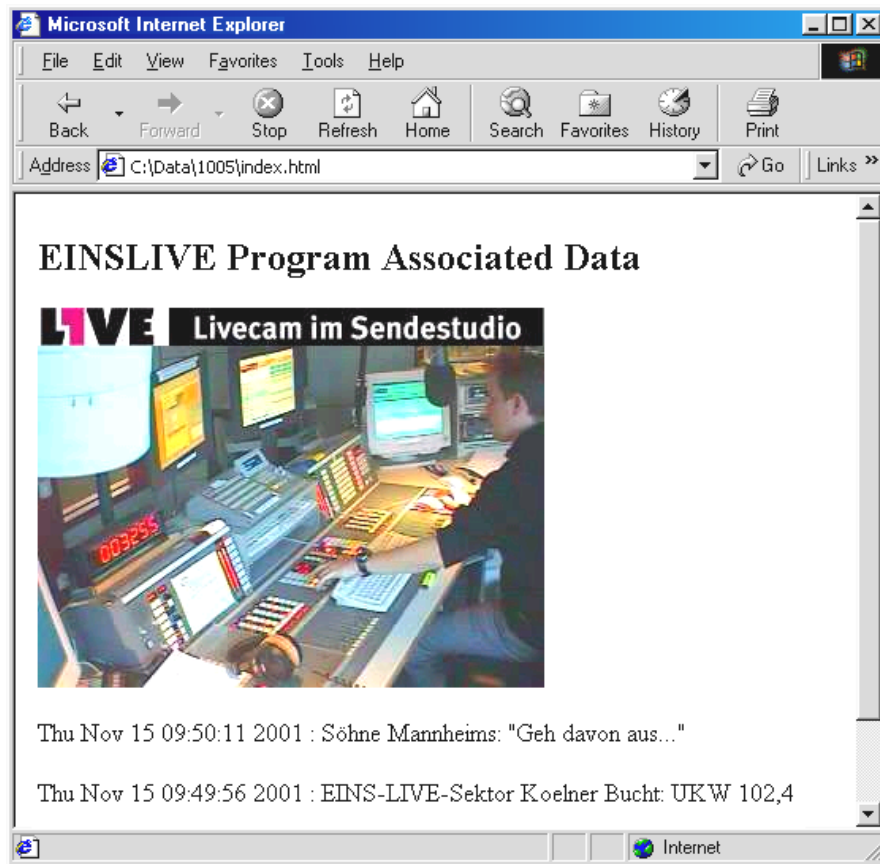 Microsoft Internet Explorer
File Edit View Favorites Tools Help
Back Forward Stop Refresh Home Search Favorites History Print
Address C:\Data\1005\index.html Go Links »
EINSLIVE Program Associated Data
L1VE Livecam im Sendestudio
003255
Thu Nov 15 09:50:11 2001 : Söhne Mannheims: "Geh davon aus..."
Thu Nov 15 09:49:56 2001 : EINS-LIVE-Sektor Koelner Bucht: UKW 102,4
Internet